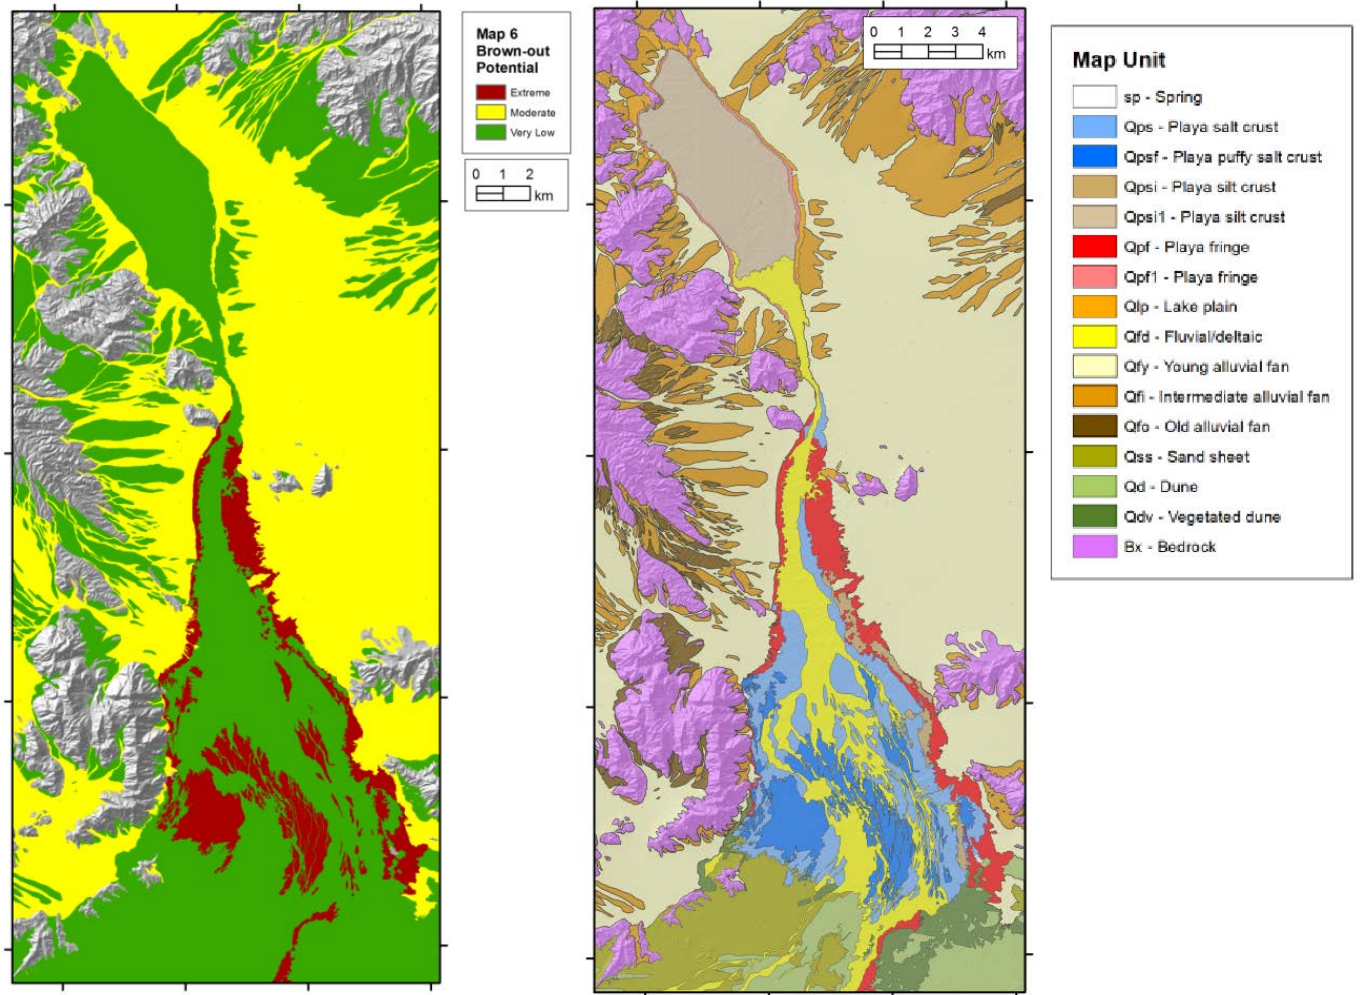 Map 6
Brown-out
Potential
Extreme
Moderate
Very Low
0 1 2
km
0 1 2 3 4
km
Map Unit
sp - Spring
Qps - Playa salt crust
Qpsf - Playa puffy salt crust
Qpsi - Playa silt crust
Qpsi1 - Playa silt crust
Qpf - Playa fringe
Qpf1 - Playa fringe
Qlp - Lake plain
Qfd - Fluvial/deltaic
Qfy - Young alluvial fan
Qfi - Intermediate alluvial fan
Qfo - Old alluvial fan
Qss - Sand sheet
Qd - Dune
Qdv - Vegetated dune
Bx - Bedrock